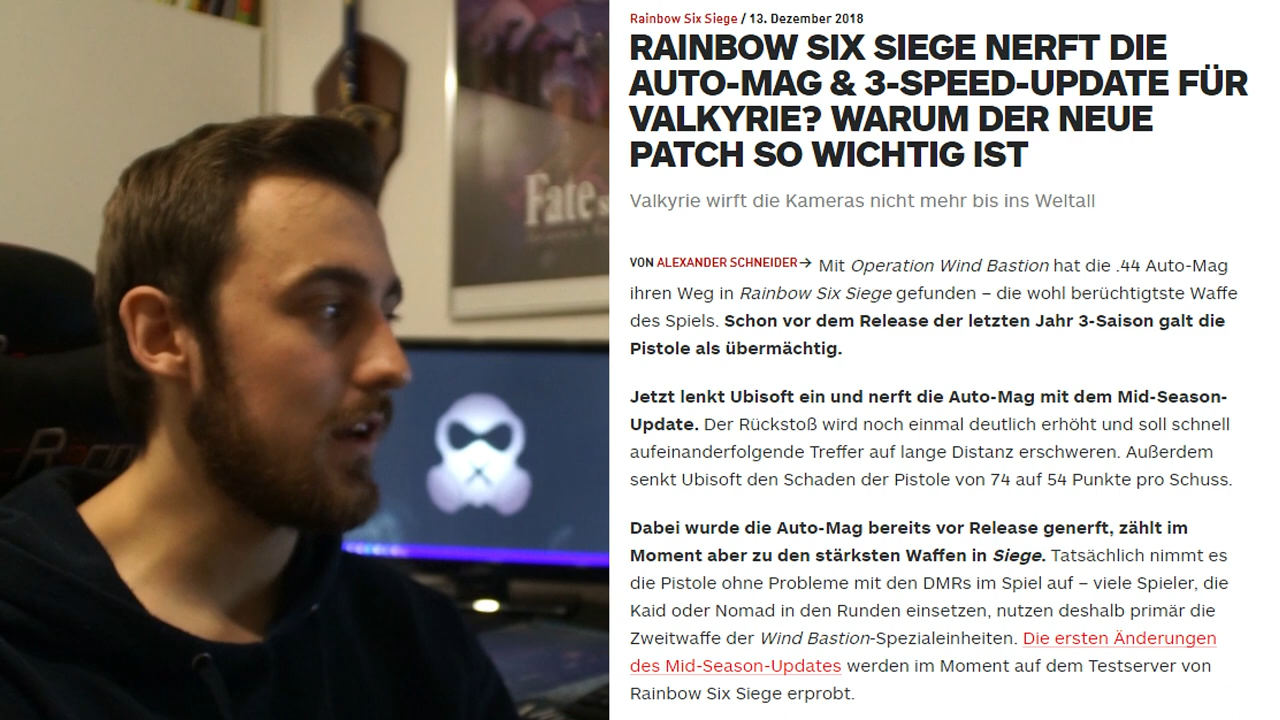 Fate
Rainbow Six Siege / 13. Dezember 2018
RAINBOW SIX SIEGE NERFT DIE
AUTO-MAG & 3-SPEED-UPDATE FÜR
VALKYRIE? WARUM DER NEUE
PATCH SO WICHTIG IST
Valkyrie wirft die Kameras nicht mehr bis ins Weltall
VON ALEXANDER SCHNEIDER→ Mit Operation Wind Bastion hat die .44 Auto-Mag
ihren Weg in Rainbow Six Siege gefunden – die wohl berüchtigtste Waffe
des Spiels. Schon vor dem Release der letzten Jahr 3-Saison galt die
Pistole als übermächtig.
Jetzt lenkt Ubisoft ein und nerft die Auto-Mag mit dem Mid-Season-
Update. Der Rückstoß wird noch einmal deutlich erhöht und soll schnell
aufeinanderfolgende Treffer auf lange Distanz erschweren. Außerdem
senkt Ubisoft den Schaden der Pistole von 74 auf 54 Punkte pro Schuss.
Dabei wurde die Auto-Mag bereits vor Release generft, zählt im
Moment aber zu den stärksten Waffen in Siege. Tatsächlich nimmt es
die Pistole ohne Probleme mit den DMRs im Spiel auf – viele Spieler, die
Kaid oder Nomad in den Runden einsetzen, nutzen deshalb primär die
Zweitwaffe der Wind Bastion-Spezialeinheiten. Die ersten Änderungen
des Mid-Season-Updates werden im Moment auf dem Testserver von
Rainbow Six Siege erprobt.